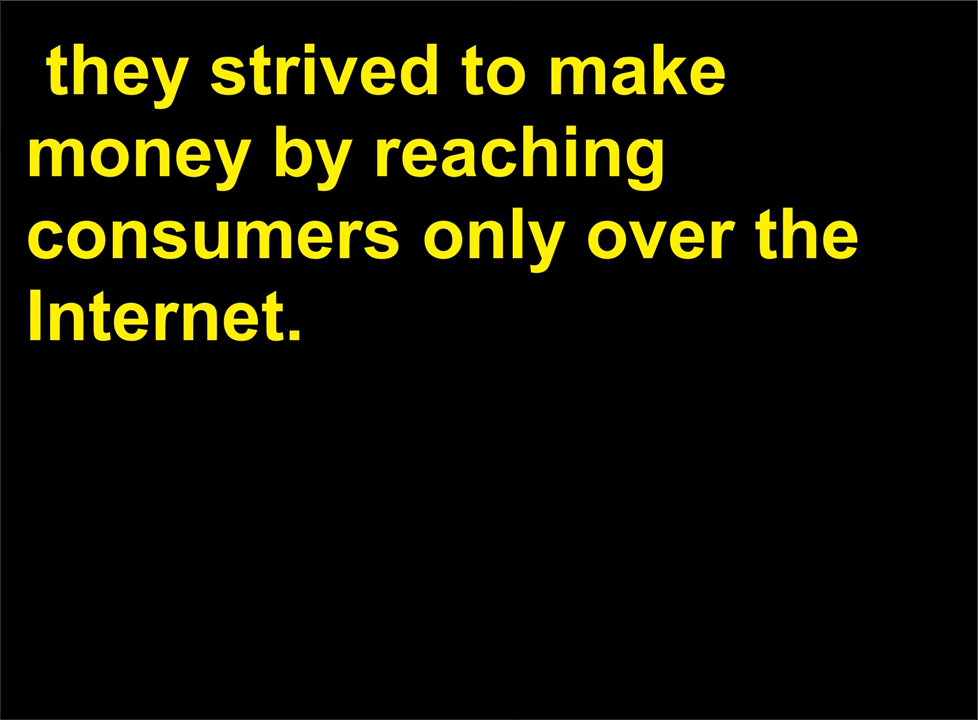 they strived to make
money by reaching
consumers only over the
Internet.